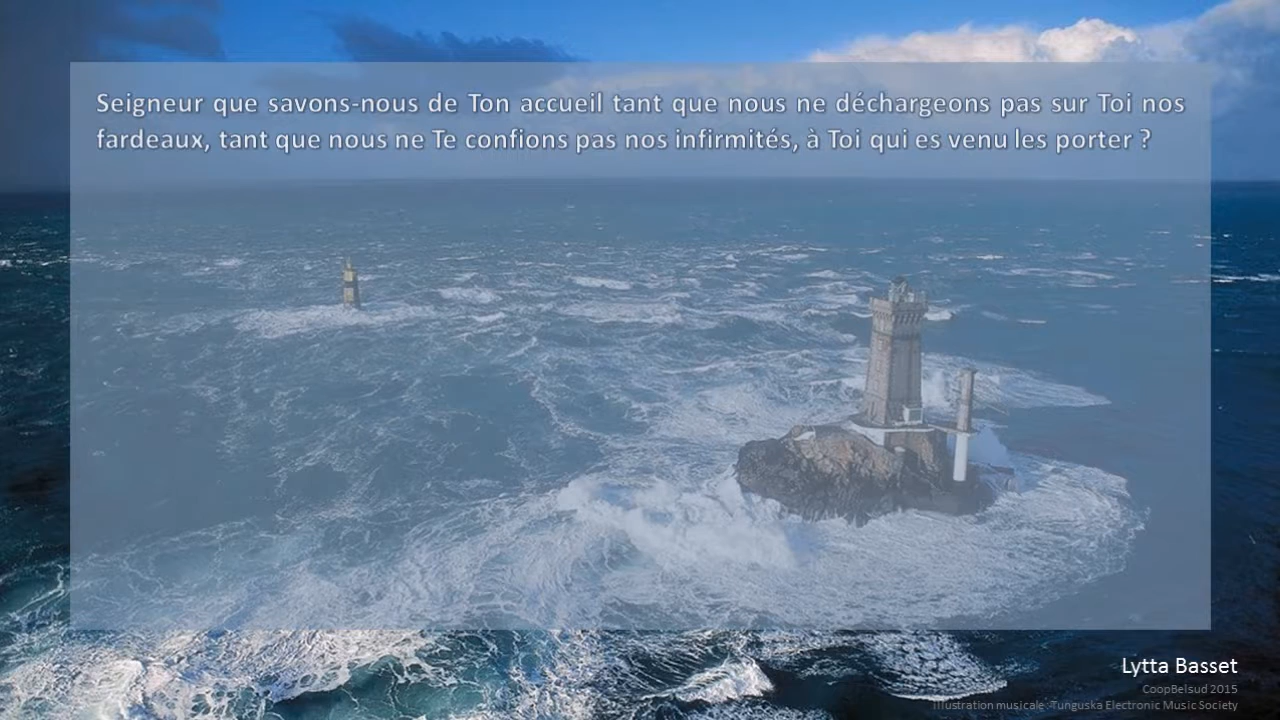 Seigneur que savons-nous de Ton accueil tant que nous ne déchargeons pas sur Toi nos
fardeaux, tant que nous ne Te confions pas nos infirmités, à Toi qui es venu les porter ?
Lytta Basset
CoopBelsud 2015
Illustration musicale : Tunguska Electronic Music Society